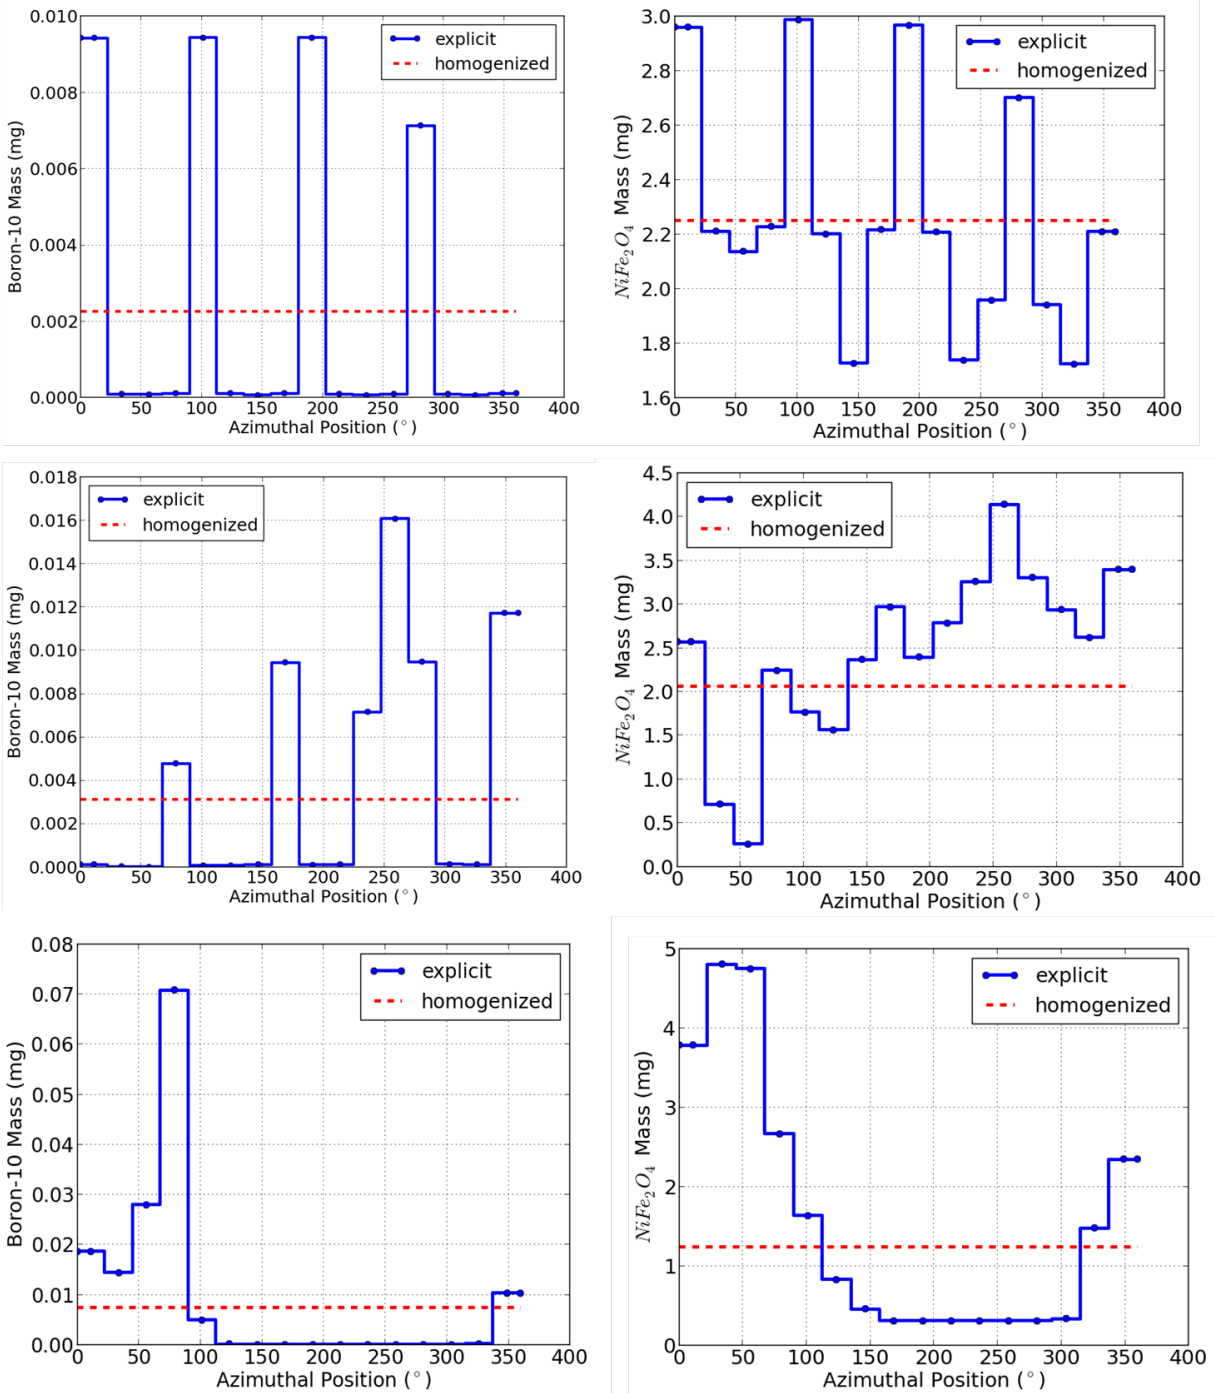 0.010
0.008
0.006
0.004
0.002
0.000
Boron-10 Mass (mg)
explicit
homogenized
0 50 100 150 200 250 300 350 400
Azimuthal Position (°)
3.0
2.8
2.6
2.4
2.2
2.0
1.8
1.6
NiFe₂O₄ Mass (mg)
explicit
homogenized
0 50 100 150 200 250 300 350 400
Azimuthal Position (°)
0.018
0.016
0.014
0.012
0.010
0.008
0.006
0.004
0.002
0.000
Boron-10 Mass (mg)
explicit
homogenized
0 50 100 150 200 250 300 350 400
Azimuthal Position (°)
4.5
4.0
3.5
3.0
2.5
2.0
1.5
1.0
0.5
0.0
NiFe₂O₄ Mass (mg)
explicit
homogenized
0 50 100 150 200 250 300 350 400
Azimuthal Position (°)
0.08
0.07
0.06
0.05
0.04
0.03
0.02
0.01
0.00
Boron-10 Mass (mg)
explicit
homogenized
0 50 100 150 200 250 300 350 400
Azimuthal Position (°)
5
4
3
2
1
0
NiFe₂O₄ Mass (mg)
explicit
homogenized
0 50 100 150 200 250 300 350 400
Azimuthal Position (°)